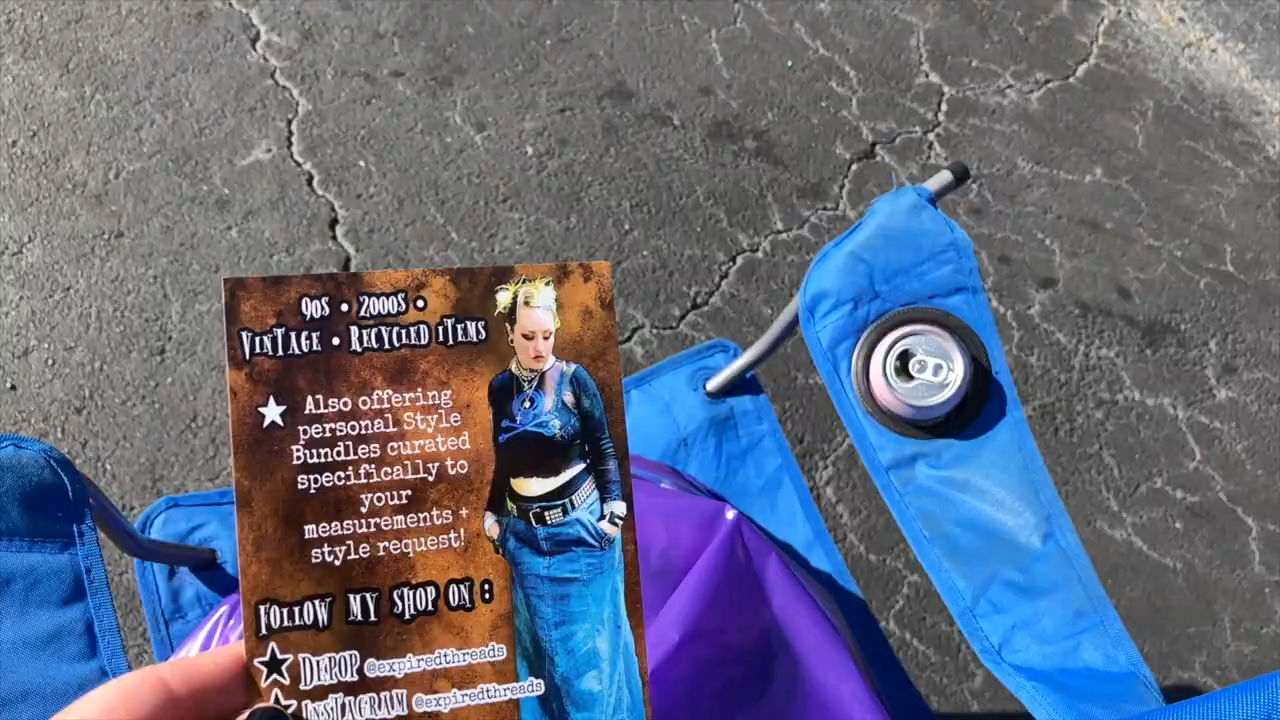 90s • 2000s •
Vintage • Recycled items
Also offering
personal Style
Bundles curated
specifically to
your
measurements +
style request!
Follow my shop on :
Depop @expiredthreads
Instagram @expiredthreads